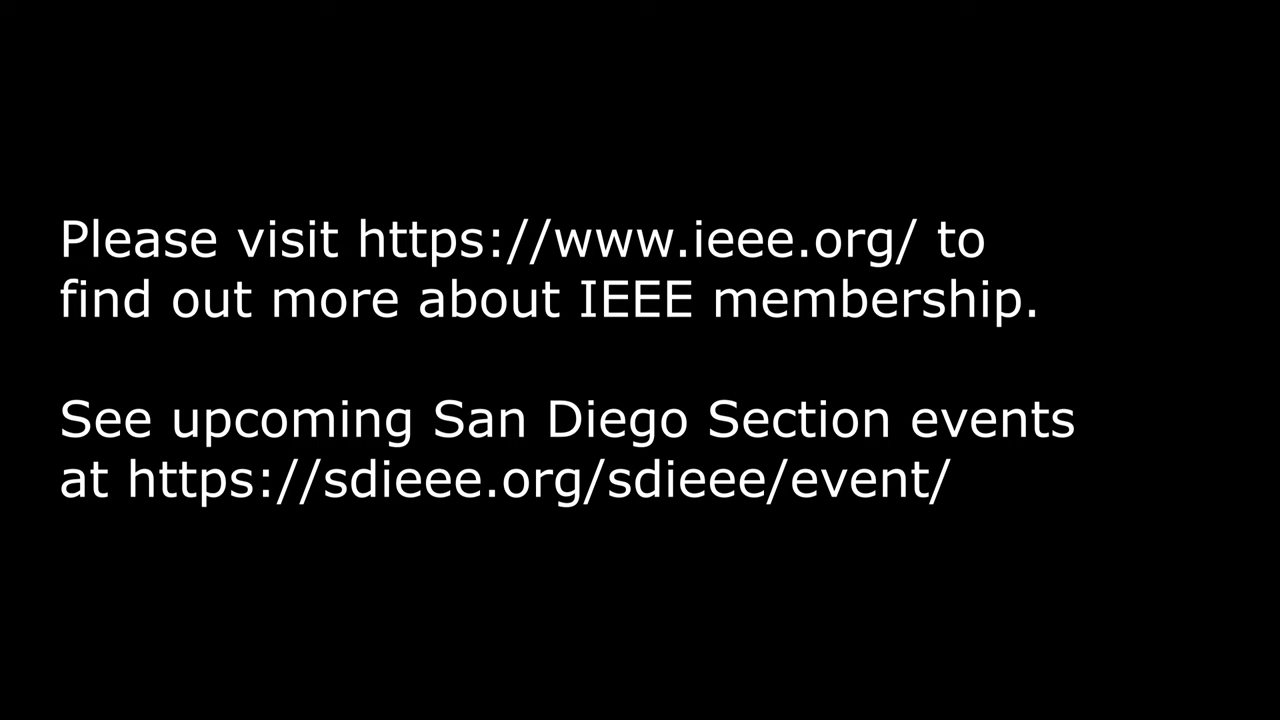 Please visit https://www.ieee.org/ to
find out more about IEEE membership.
See upcoming San Diego Section events
at https://sdieee.org/sdieee/event/